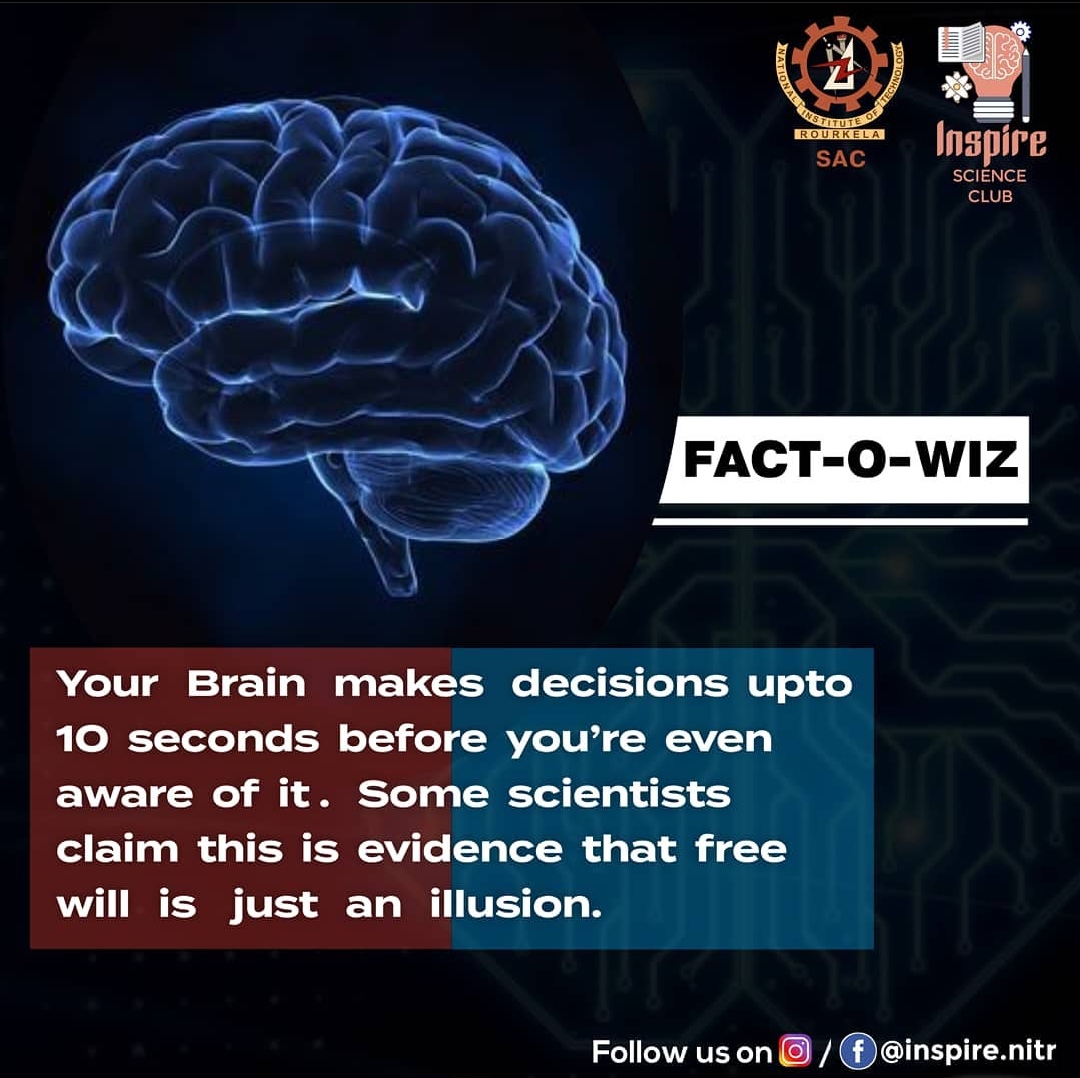 NATIONAL INSTITUTE OF TECHNOLOGY
ROURKELA
SAC
Inspire
SCIENCE
CLUB
FACT-O-WIZ
Your Brain makes decisions upto
10 seconds before you're even
aware of it. Some scientists
claim this is evidence that free
will is just an illusion.
Follow us on / @inspire.nitr